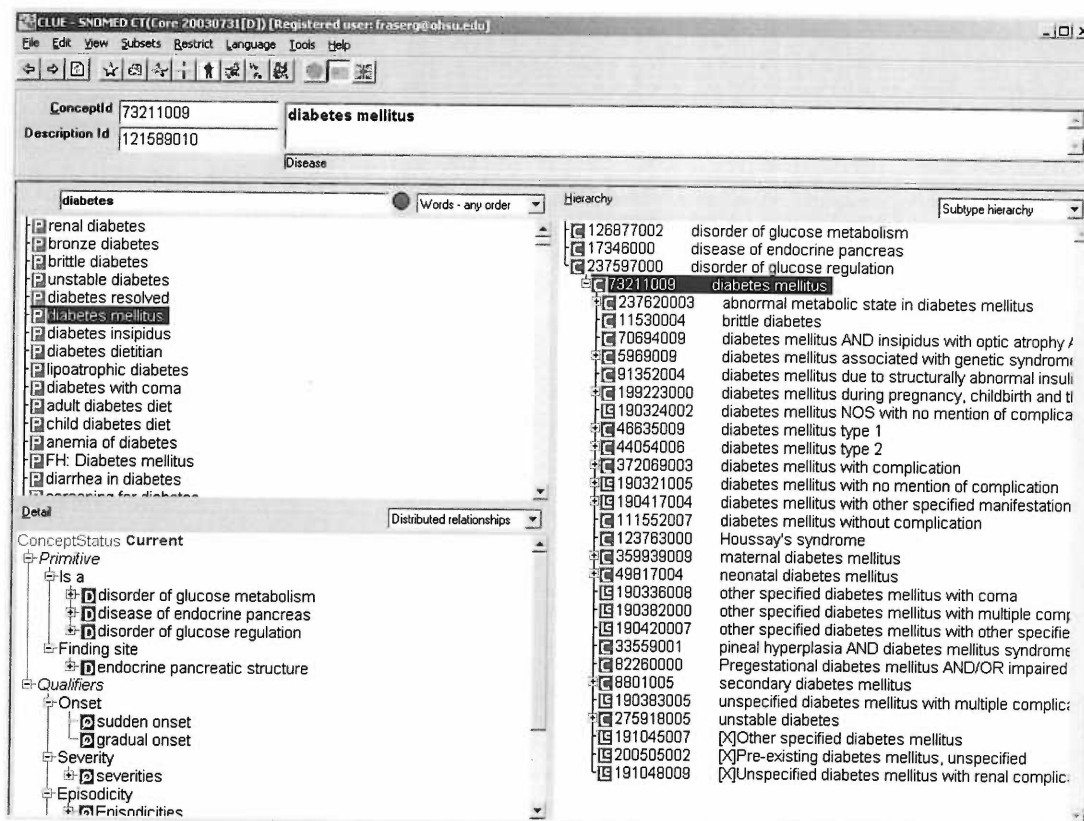 CLUE - SNOMED CT(Core 20030731[D]) [Registered user: fraserg@ohsu.edu]
File Edit View Subsets Restrict Language Tools Help
ConceptId 73211009
diabetes mellitus
Description Id 121589010
Disease
diabetes
Words - any order
renal diabetes
bronze diabetes
brittle diabetes
unstable diabetes
diabetes resolved
diabetes mellitus
diabetes insipidus
diabetes dietitian
lipoatrophic diabetes
diabetes with coma
adult diabetes diet
child diabetes diet
anemia of diabetes
FH: Diabetes mellitus
diarrhea in diabetes
screening for diabetes
Detail
Distributed relationships
ConceptStatus Current
Primitive
Is a
disorder of glucose metabolism
disease of endocrine pancreas
disorder of glucose regulation
Finding site
endocrine pancreatic structure
Qualifiers
Onset
sudden onset
gradual onset
Severity
severities
Episodicity
Episodicities
Hierarchy
Subtype hierarchy
126877002 disorder of glucose metabolism
17346000 disease of endocrine pancreas
237597000 disorder of glucose regulation
73211009 diabetes mellitus
237620003 abnormal metabolic state in diabetes mellitus
11530004 brittle diabetes
70694009 diabetes mellitus AND insipidus with optic atrophy
5969009 diabetes mellitus associated with genetic syndrome
91352004 diabetes mellitus due to structurally abnormal insuli
199223000 diabetes mellitus during pregnancy, childbirth and t
190324002 diabetes mellitus NOS with no mention of complica
46635009 diabetes mellitus type 1
44054006 diabetes mellitus type 2
372069003 diabetes mellitus with complication
190321005 diabetes mellitus with no mention of complication
190417004 diabetes mellitus with other specified manifestation
111552007 diabetes mellitus without complication
123763000 Houssay's syndrome
359939009 maternal diabetes mellitus
49817004 neonatal diabetes mellitus
190336008 other specified diabetes mellitus with coma
190382000 other specified diabetes mellitus with multiple comp
190420007 other specified diabetes mellitus with other specifie
33559001 pineal hyperplasia AND diabetes mellitus syndrome
82260000 Pregestational diabetes mellitus AND/OR impaired
8801005 secondary diabetes mellitus
190383005 unspecified diabetes mellitus with multiple complica
275918005 unstable diabetes
191045007 [X]Other specified diabetes mellitus
200505002 [X]Pre-existing diabetes mellitus, unspecified
191048009 [X]Unspecified diabetes mellitus with renal complic